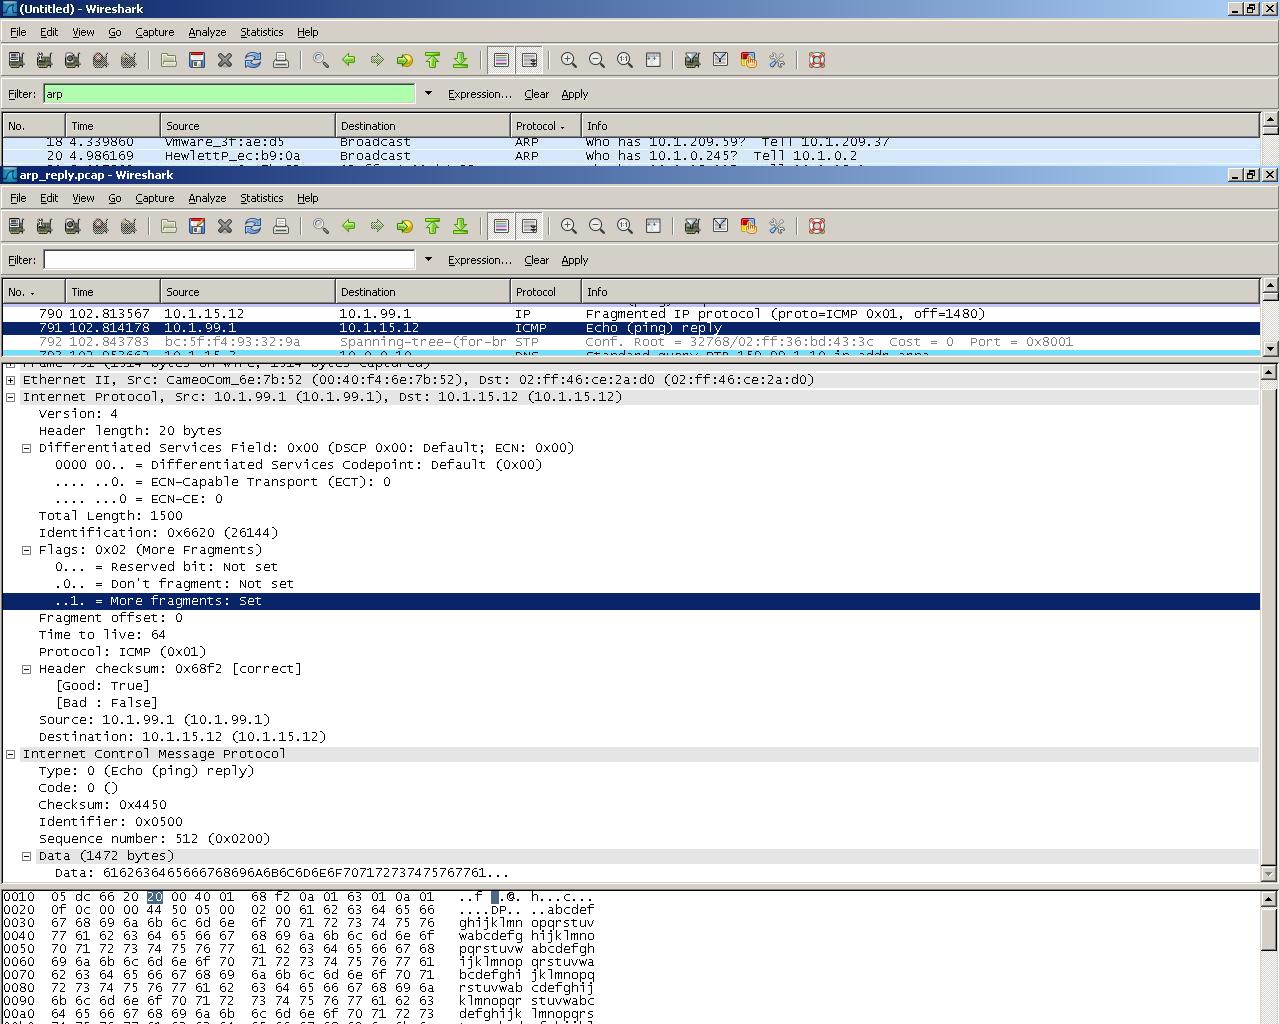 (Untitled) - Wireshark
File Edit View Go Capture Analyze Statistics Help
Filter: arp Expression... Clear Apply
No. Time Source Destination Protocol Info
18 4.339860 Vmware_3f:ae:d5 Broadcast ARP Who has 10.1.209.59? Tell 10.1.209.37
20 4.986169 HewlettP_ec:b9:0a Broadcast ARP Who has 10.1.0.245? Tell 10.1.0.2
arp_reply.pcap - Wireshark
File Edit View Go Capture Analyze Statistics Help
Filter: Expression... Clear Apply
No. Time Source Destination Protocol Info
790 102.813567 10.1.15.12 10.1.99.1 IP Fragmented IP protocol (proto=ICMP 0x01, off=1480)
791 102.814178 10.1.99.1 10.1.15.12 ICMP Echo (ping) reply
792 102.843783 bc:5f:f4:93:32:9a Spanning-tree-(for-br STP Conf. Root = 32768/02:ff:36:bd:43:3c Cost = 0 Port = 0x8001
Frame 791 (1514 bytes on wire, 1514 bytes captured)
Ethernet II, Src: CameoCom_6e:7b:52 (00:40:f4:6e:7b:52), Dst: 02:ff:46:ce:2a:d0 (02:ff:46:ce:2a:d0)
Internet Protocol, Src: 10.1.99.1 (10.1.99.1), Dst: 10.1.15.12 (10.1.15.12)
Version: 4
Header length: 20 bytes
Differentiated Services Field: 0x00 (DSCP 0x00: Default; ECN: 0x00)
0000 00.. = Differentiated Services Codepoint: Default (0x00)
.... ..0. = ECN-Capable Transport (ECT): 0
.... ...0 = ECN-CE: 0
Total Length: 1500
Identification: 0x6620 (26144)
Flags: 0x02 (More Fragments)
0... = Reserved bit: Not set
.0.. = Don't fragment: Not set
..1. = More fragments: Set
Fragment offset: 0
Time to live: 64
Protocol: ICMP (0x01)
Header checksum: 0x68f2 [correct]
[Good: True]
[Bad : False]
Source: 10.1.99.1 (10.1.99.1)
Destination: 10.1.15.12 (10.1.15.12)
Internet Control Message Protocol
Type: 0 (Echo (ping) reply)
Code: 0 ()
Checksum: 0x4450
Identifier: 0x0500
Sequence number: 512 (0x0200)
Data (1472 bytes)
Data: 6162636465666768696A6B6C6D6E6F707172737475767761...
0010 05 dc 66 20 20 00 40 01 68 f2 0a 01 63 01 0a 01 ..f .@. h...c...
0020 0f 0c 00 00 44 50 05 00 02 00 61 62 63 64 65 66 ....DP.. ..abcdef
0030 67 68 69 6a 6b 6c 6d 6e 6f 70 71 72 73 74 75 76 ghijklmn opqrstuv
0040 77 61 62 63 64 65 66 67 68 69 6a 6b 6c 6d 6e 6f wabcdefg hijklmno
0050 70 71 72 73 74 75 76 77 61 62 63 64 65 66 67 68 pqrstuvw abcdefgh
0060 69 6a 6b 6c 6d 6e 6f 70 71 72 73 74 75 76 77 61 ijklmnop qrstuvwa
0070 62 63 64 65 66 67 68 69 6a 6b 6c 6d 6e 6f 70 71 bcdefghi jklmnopq
0080 72 73 74 75 76 77 61 62 63 64 65 66 67 68 69 6a rstuvwab cdefghij
0090 6b 6c 6d 6e 6f 70 71 72 73 74 75 76 77 61 62 63 klmnopqr stuvwabc
00a0 64 65 66 67 68 69 6a 6b 6c 6d 6e 6f 70 71 72 73 defghijk lmnopqrs